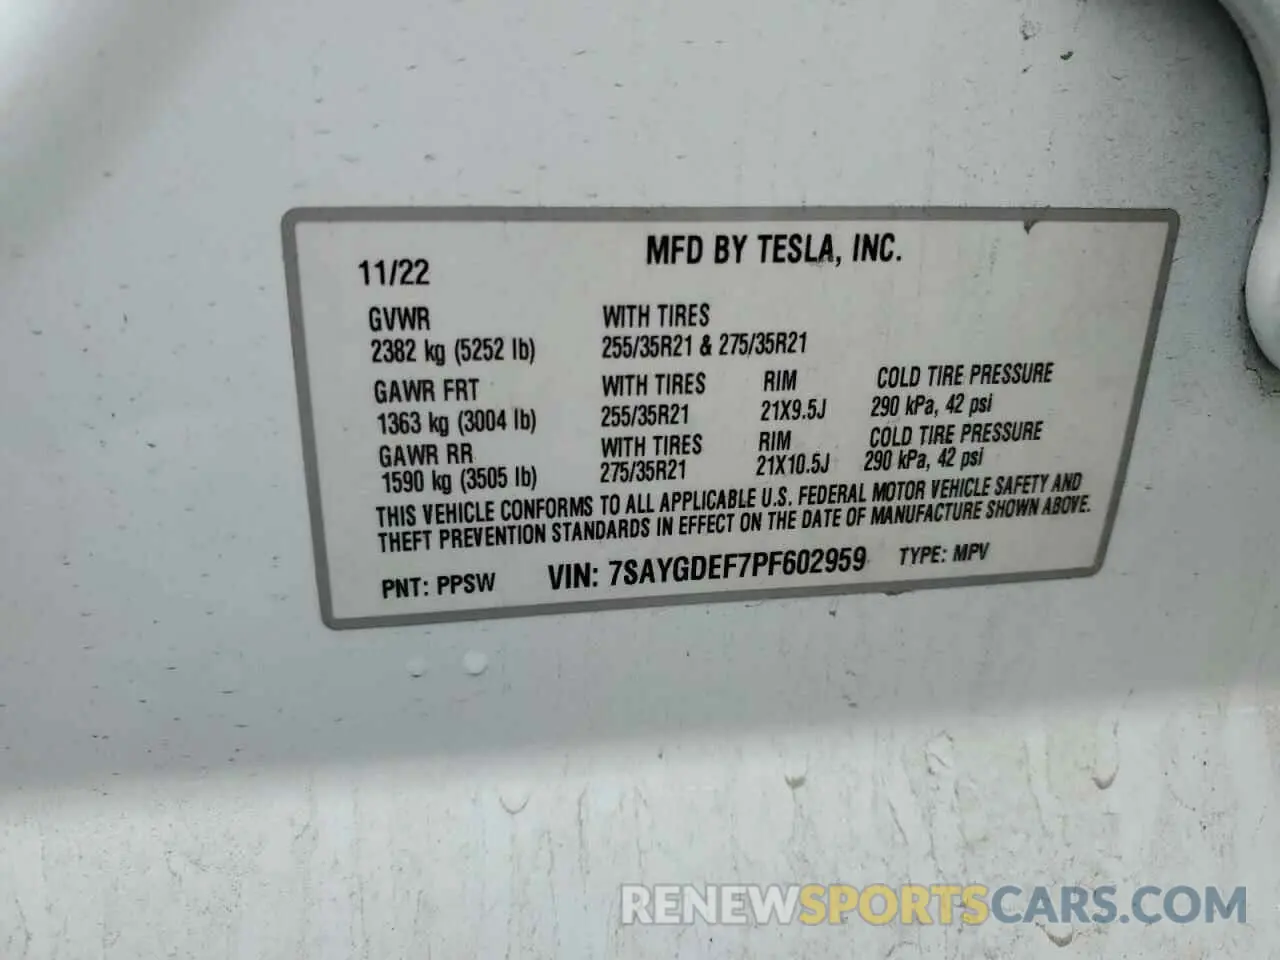 MFD BY TESLA, INC.
11/22
GVWR WITH TIRES
2382 kg (5252 lb) 255/35R21 & 275/35R21
GAWR FRT WITH TIRES RIM COLD TIRE PRESSURE
1363 kg (3004 lb) 255/35R21 21X9.5J 290 kPa, 42 psi
GAWR RR WITH TIRES RIM COLD TIRE PRESSURE
1590 kg (3505 lb) 275/35R21 21X10.5J 290 kPa, 42 psi
THIS VEHICLE CONFORMS TO ALL APPLICABLE U.S. FEDERAL MOTOR VEHICLE SAFETY AND
THEFT PREVENTION STANDARDS IN EFFECT ON THE DATE OF MANUFACTURE SHOWN ABOVE.
PNT: PPSW VIN: 7SAYGDEF7PF602959 TYPE: MPV
RENEWSPORTSCARS.COM